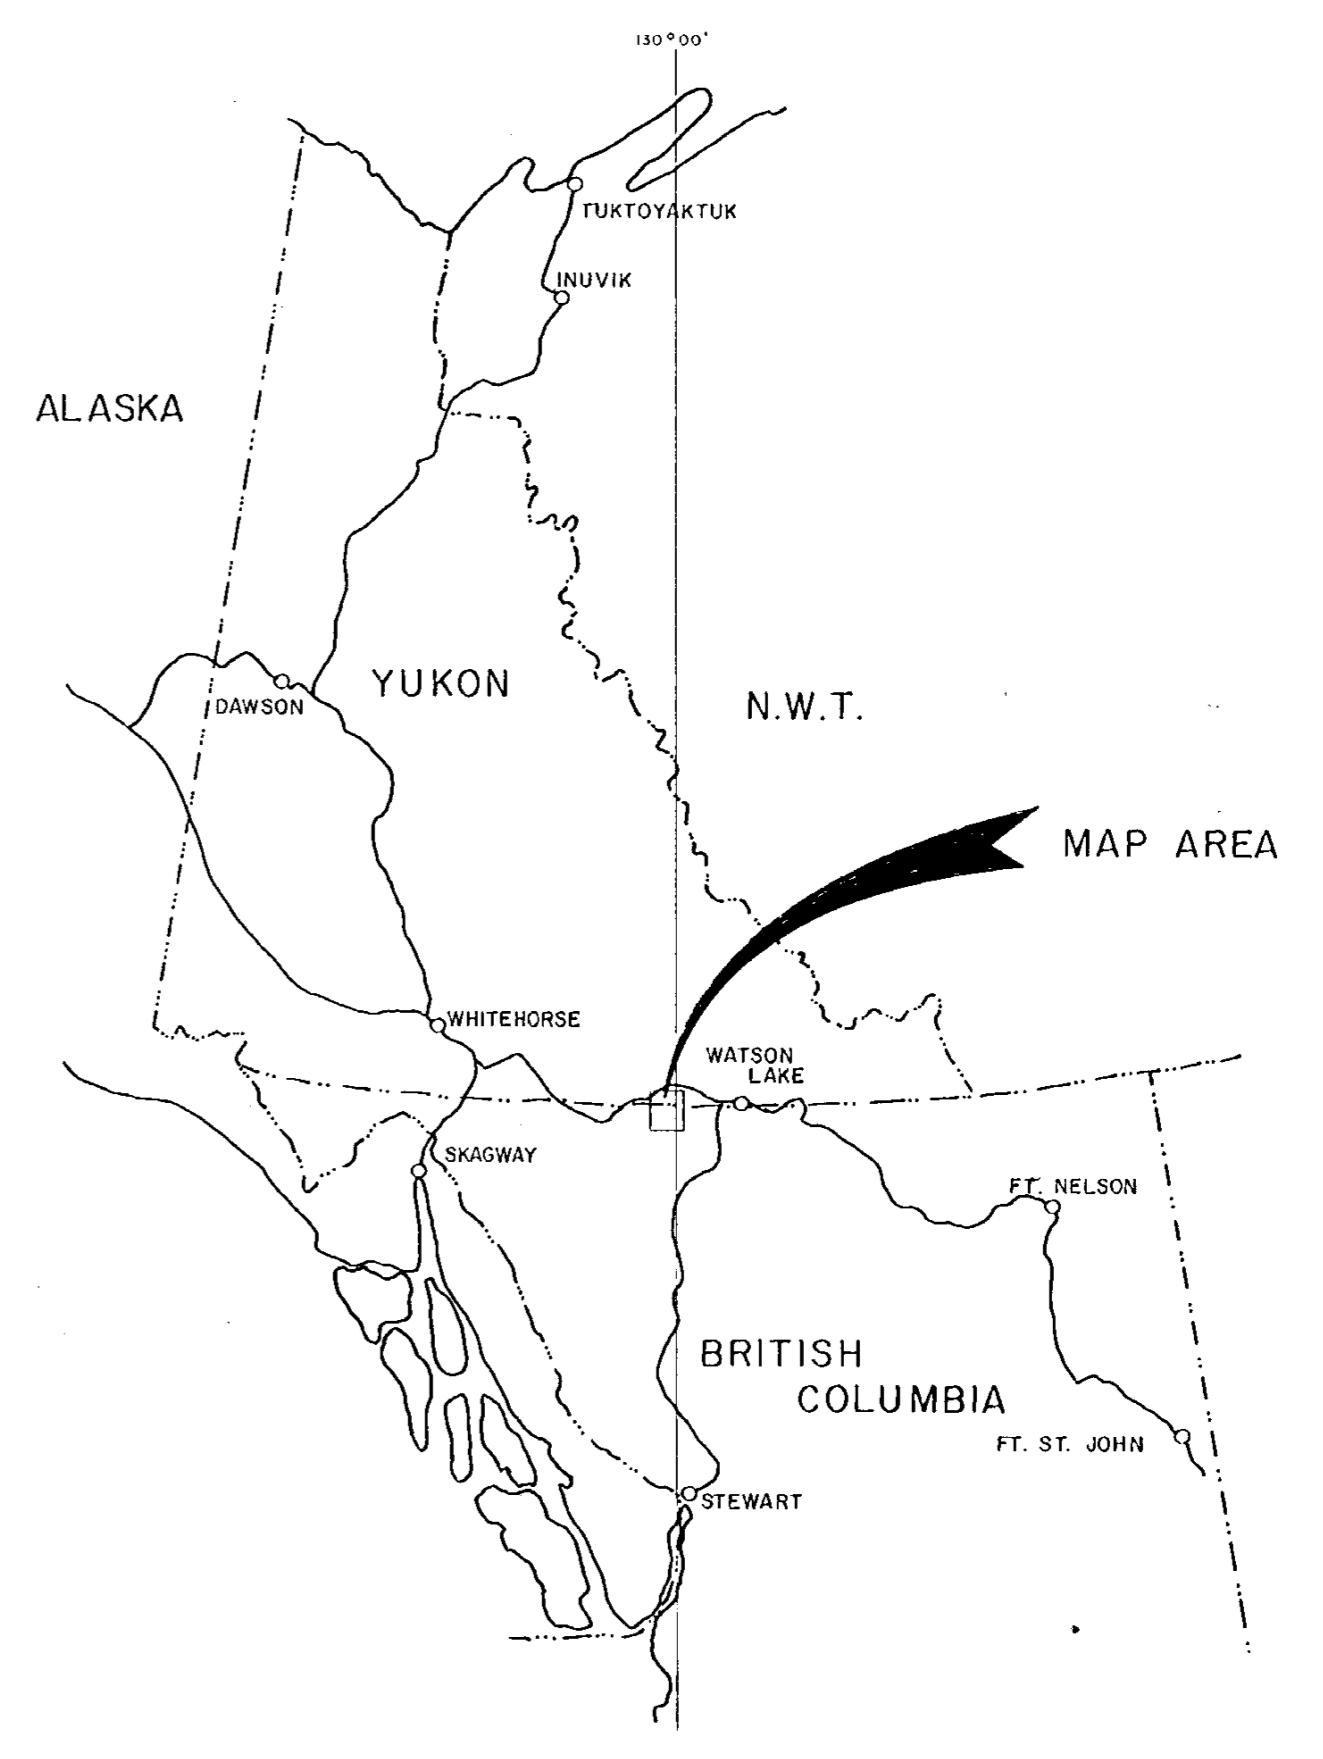 130°00'
TUKTOYAKTUK
INUVIK
ALASKA
YUKON
DAWSON
N.W.T.
MAP AREA
WHITEHORSE
WATSON
LAKE
SKAGWAY
FT. NELSON
BRITISH
COLUMBIA
FT. ST. JOHN
STEWART